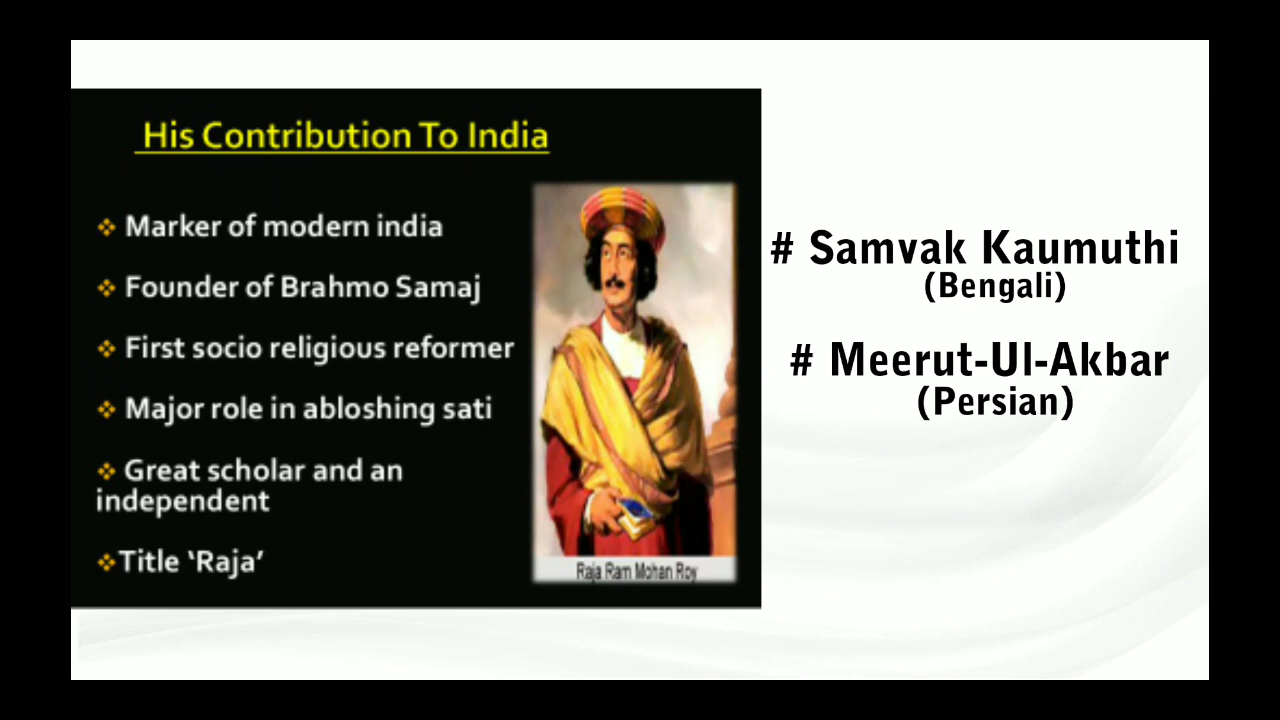 His Contribution To India
❖ Marker of modern india
❖ Founder of Brahmo Samaj
❖ First socio religious reformer
❖ Major role in abloshing sati
❖ Great scholar and an
independent
❖Title ‘Raja’
Raja Ram Mohan Roy
# Samvak Kaumuthi
(Bengali)
# Meerut-Ul-Akbar
(Persian)